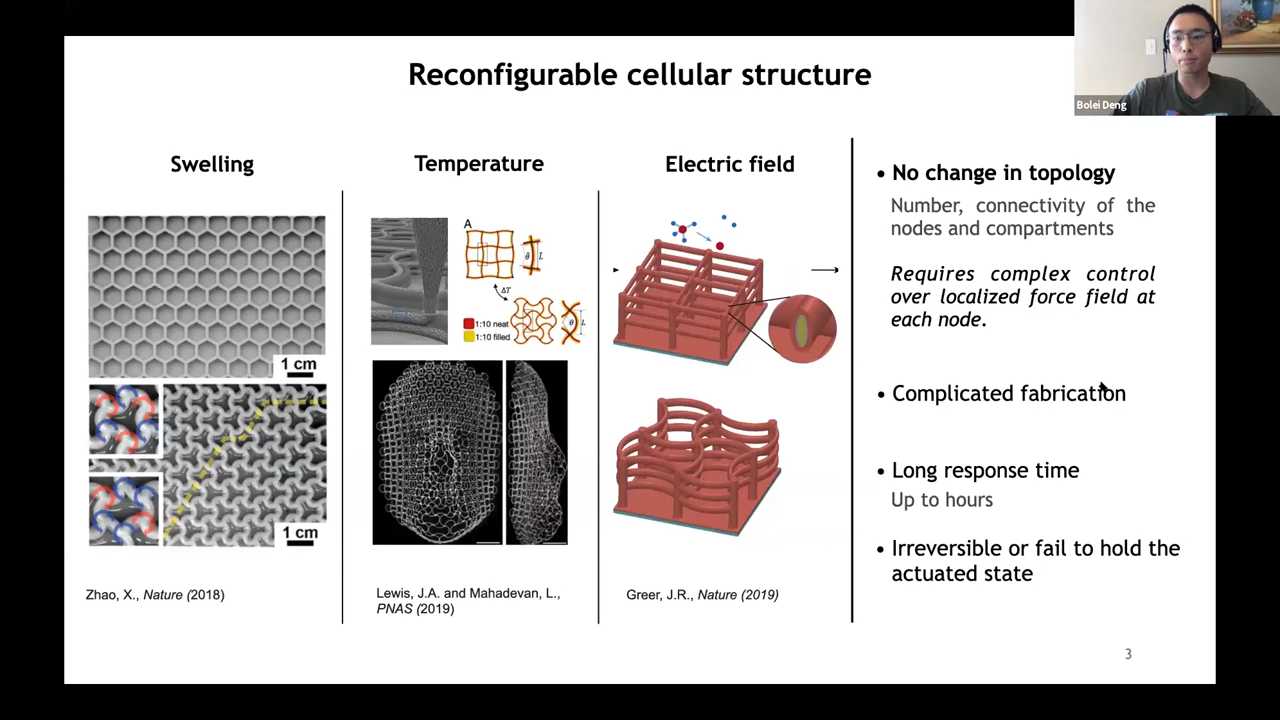 Reconfigurable cellular structure
Bolei Deng
Swelling
1 cm
1 cm
Zhao, X., Nature (2018)
Temperature
A
θ
L
ΔT
1:10 neat
1:10 filled
θ
L
Lewis, J.A. and Mahadevan, L.,
PNAS (2019)
Electric field
Greer, J.R., Nature (2019)
• No change in topology
Number, connectivity of the
nodes and compartments
Requires complex control
over localized force field at
each node.
• Complicated fabrication
• Long response time
Up to hours
• Irreversible or fail to hold the
actuated state
3